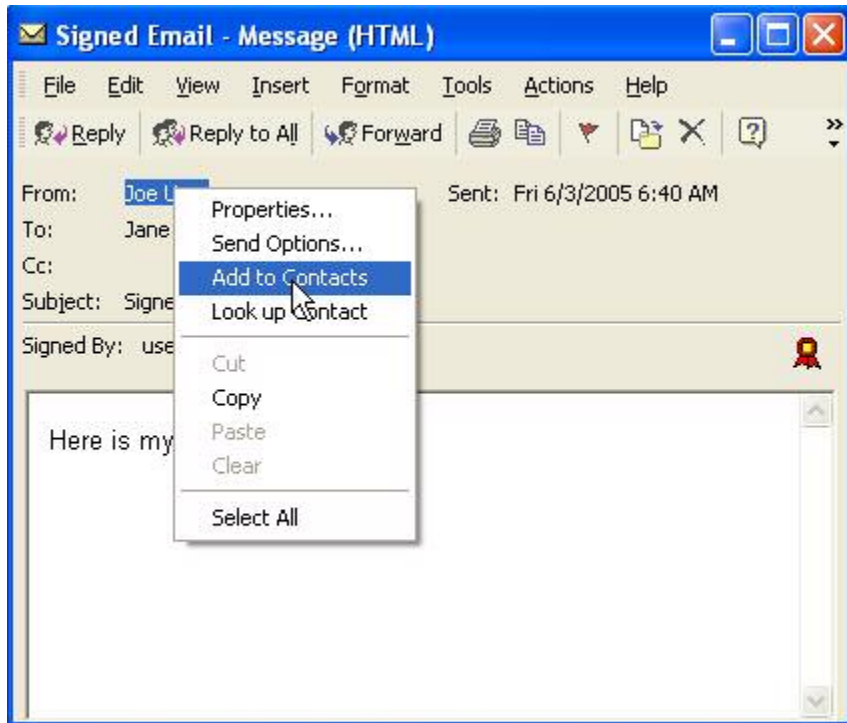 Signed Email - Message (HTML)
File Edit View Insert Format Tools Actions Help
Reply Reply to All Forward
From: Joe Sent: Fri 6/3/2005 6:40 AM
To: Jane
Cc:
Subject:
Signed By:
Here is my
Properties...
Send Options...
Add to Contacts
Look up Contact
Cut
Copy
Paste
Clear
Select All